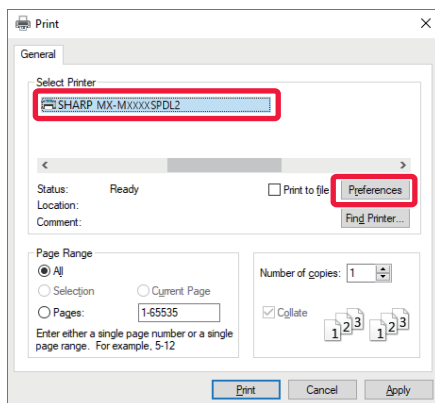 Print
General
Select Printer
SHARP MX-MXXXXSPDL2
Status: Ready
Print to file
Preferences
Location:
Comment:
Find Printer...
Page Range
All
Selection
Current Page
Pages:
1-65535
Enter either a single page number or a single
page range. For example, 5-12
Number of copies: 1
Collate
1 2 3
1 2 3
Print
Cancel
Apply